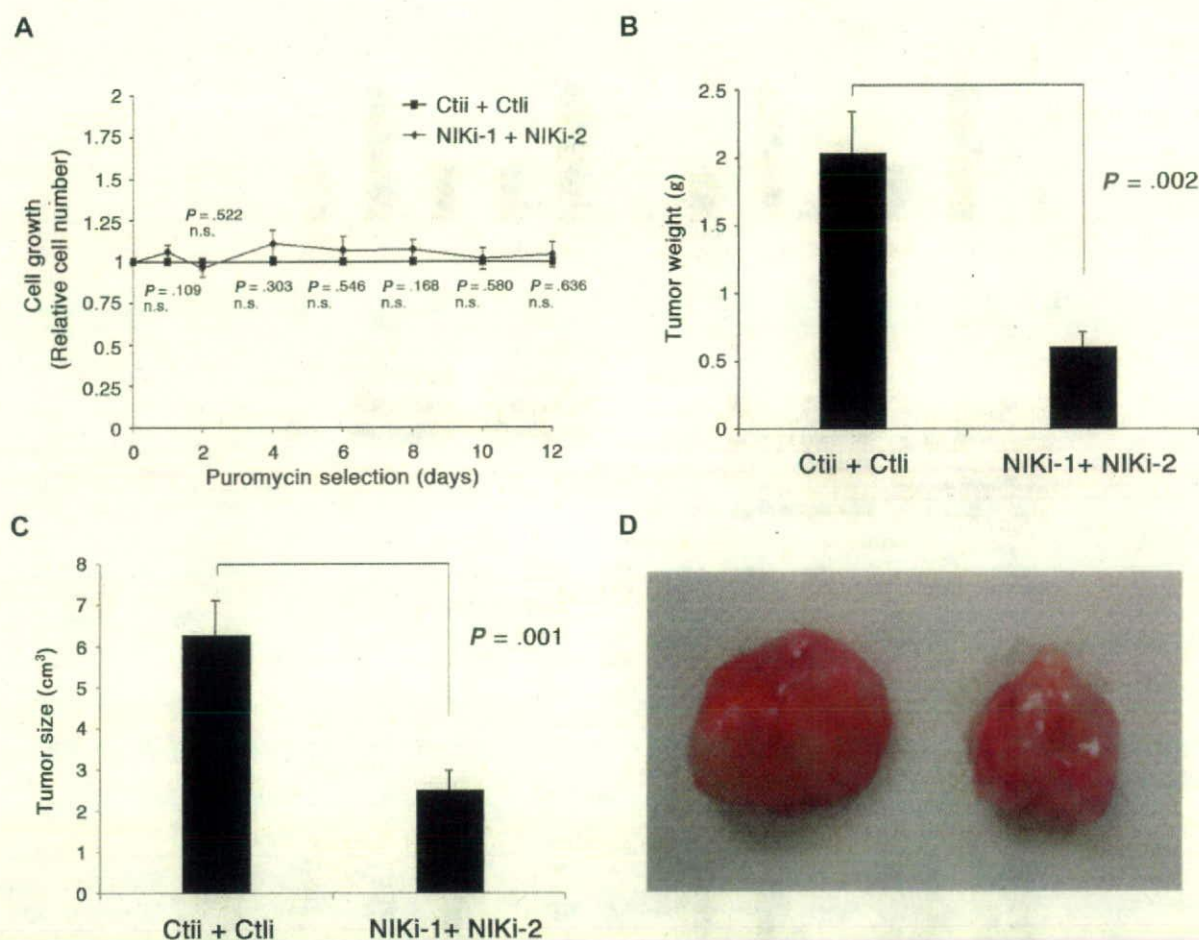 A
Ctii + Ctli
NIKi-1 + NIKi-2
Cell growth
(Relative cell number)
2
1.75
1.5
1.25
1
0.75
0.5
0.25
0
P = .522
n.s.
P = .109
n.s.
P = .303
n.s.
P = .546
n.s.
P = .168
n.s.
P = .580
n.s.
P = .636
n.s.
0 2 4 6 8 10 12
Puromycin selection (days)
B
Tumor weight (g)
2.5
2
1.5
1
0.5
0
P = .002
Ctii + Ctli
NIKi-1+ NIKi-2
C
Tumor size (cm³)
8
7
6
5
4
3
2
1
0
P = .001
Ctii + Ctli
NIKi-1+ NIKi-2
D